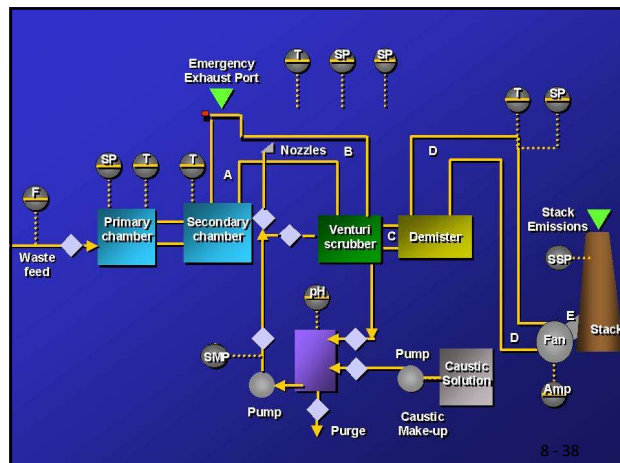 Emergency
Exhaust Port
T
SP
SP
T
SP
Nozzles
B
D
SP
T
T
A
F
Primary
chamber
Secondary
chamber
Venturi
scrubber
C
Demister
Stack
Emissions
Waste
feed
SSP
pH
E
Stack
D
Fan
SMP
Pump
Caustic
Solution
Amp
Pump
Caustic
Make-up
Purge
8 - 38